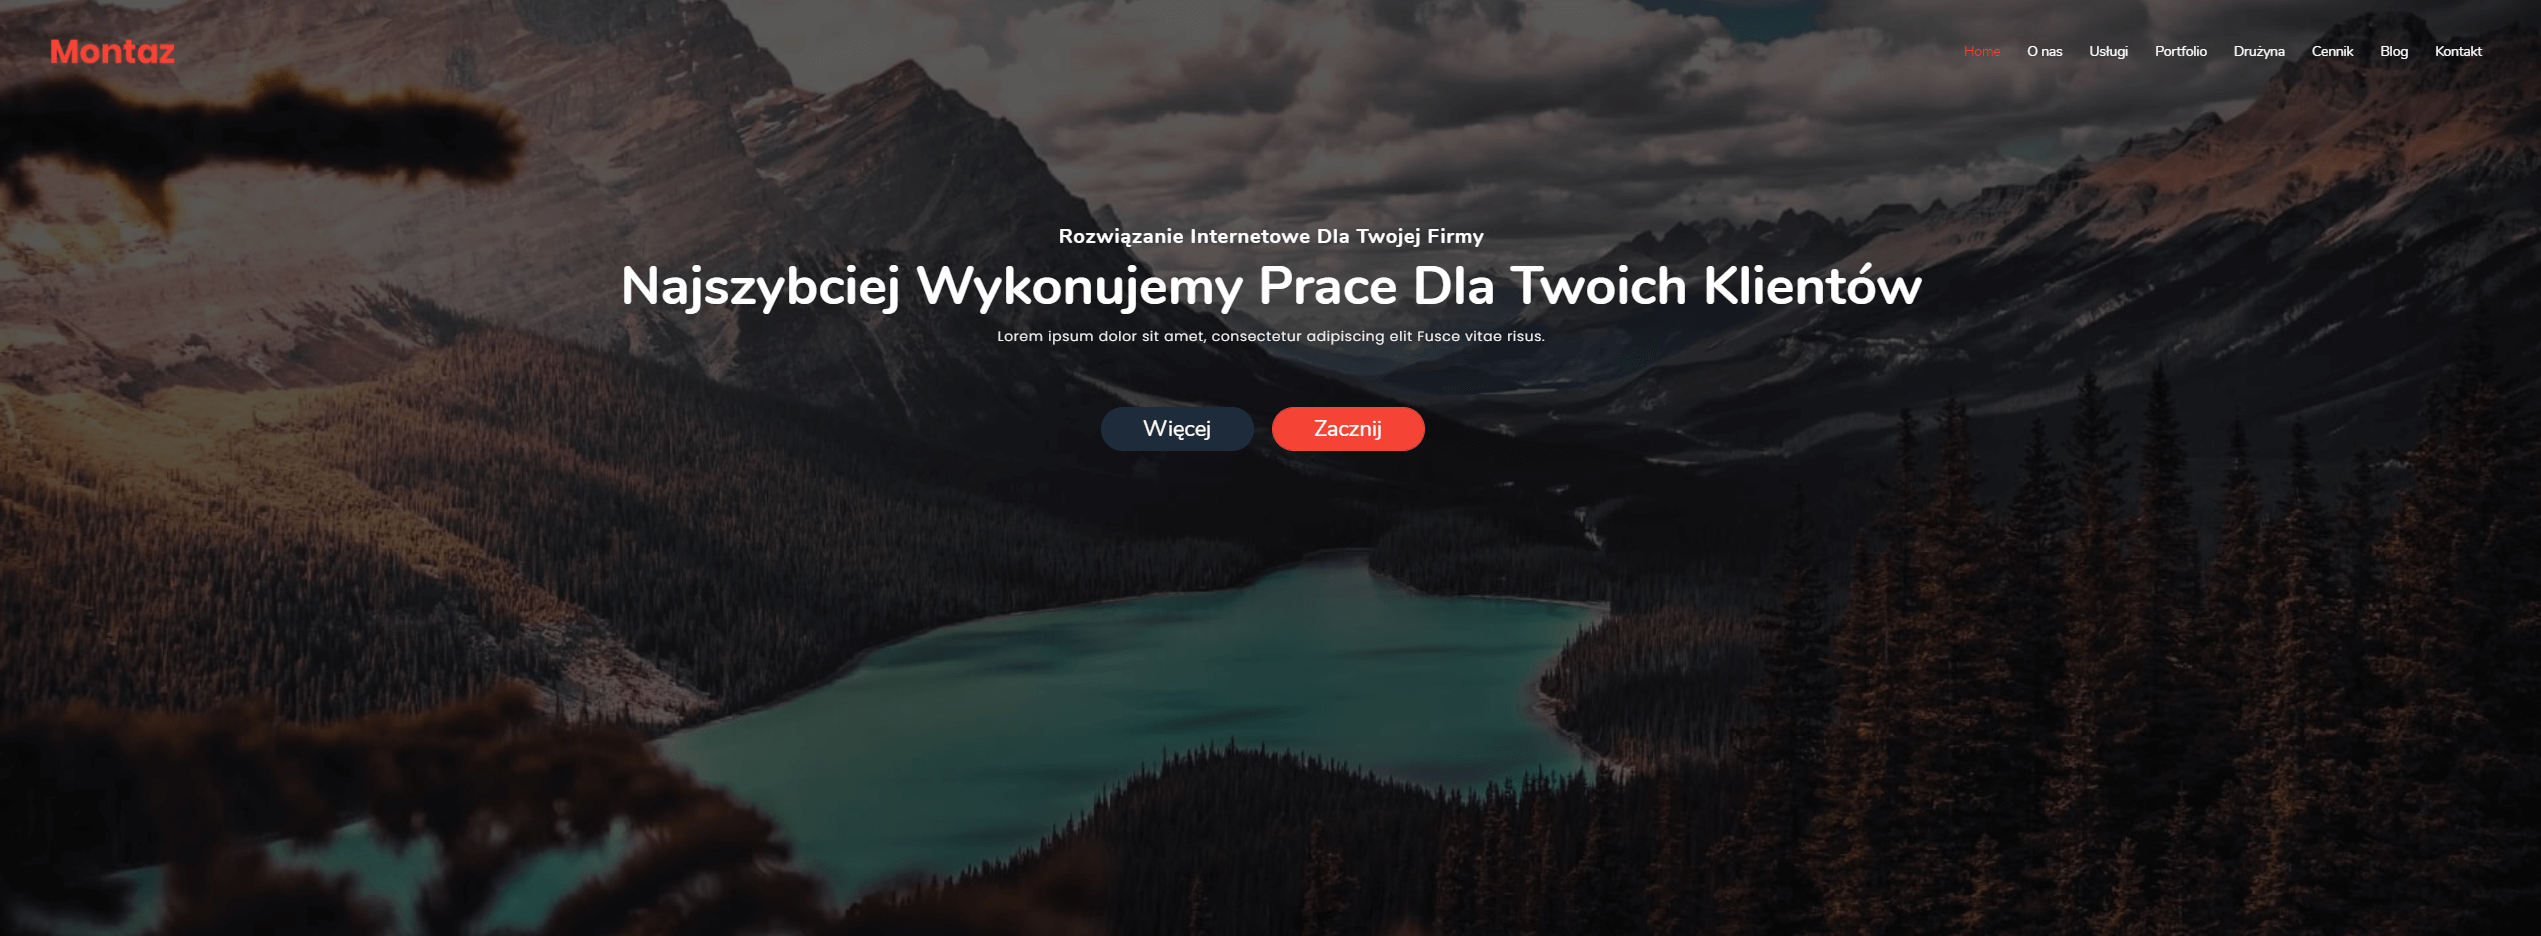 Montaz
Home O nas Usługi Portfolio Drużyna Cennik Blog Kontakt
Rozwiązanie Internetowe Dla Twojej Firmy
Najszybciej Wykonujemy Prace Dla Twoich Klientów
Lorem ipsum dolor sit amet, consectetur adipiscing elit Fusce vitae risus.
Więcej Zacznij